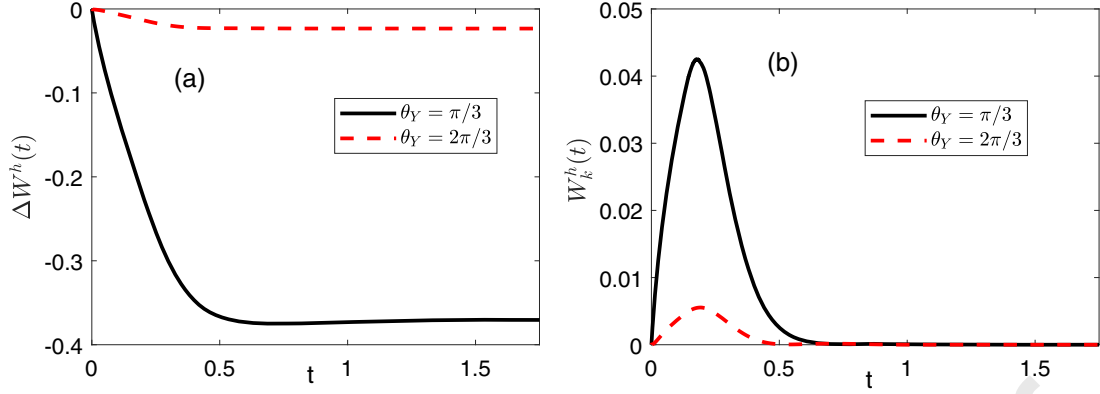 0
-0.1
-0.2
-0.3
-0.4
ΔW^h(t)
(a)
θ_Y = π/3
θ_Y = 2π/3
0 0.5 1 1.5
t
0.05
0.04
0.03
0.02
0.01
0
W_k^h(t)
(b)
θ_Y = π/3
θ_Y = 2π/3
0 0.5 1 1.5
t